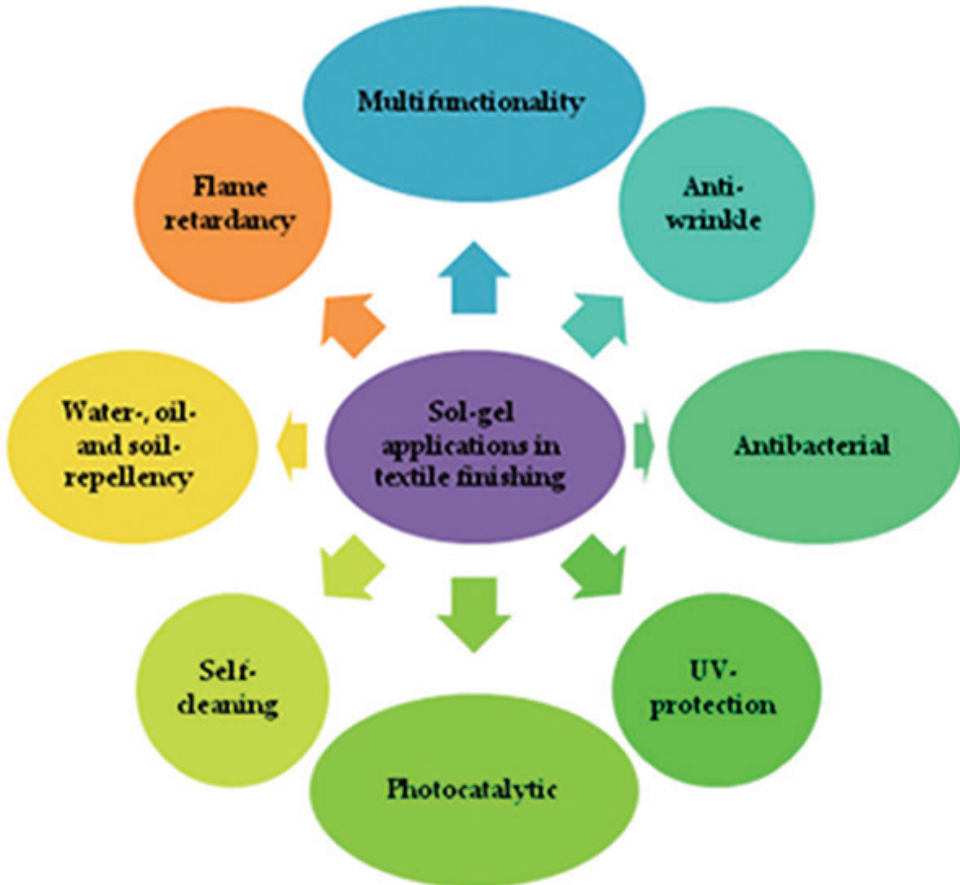 Multifunctionality
Flame
retardancy
Anti-
wrinkle
Water-, oil-
and soil-
repellency
Sol-gel
applications in
textile finishing
Antibacterial
Self-
cleaning
UV-
protection
Photocatalytic